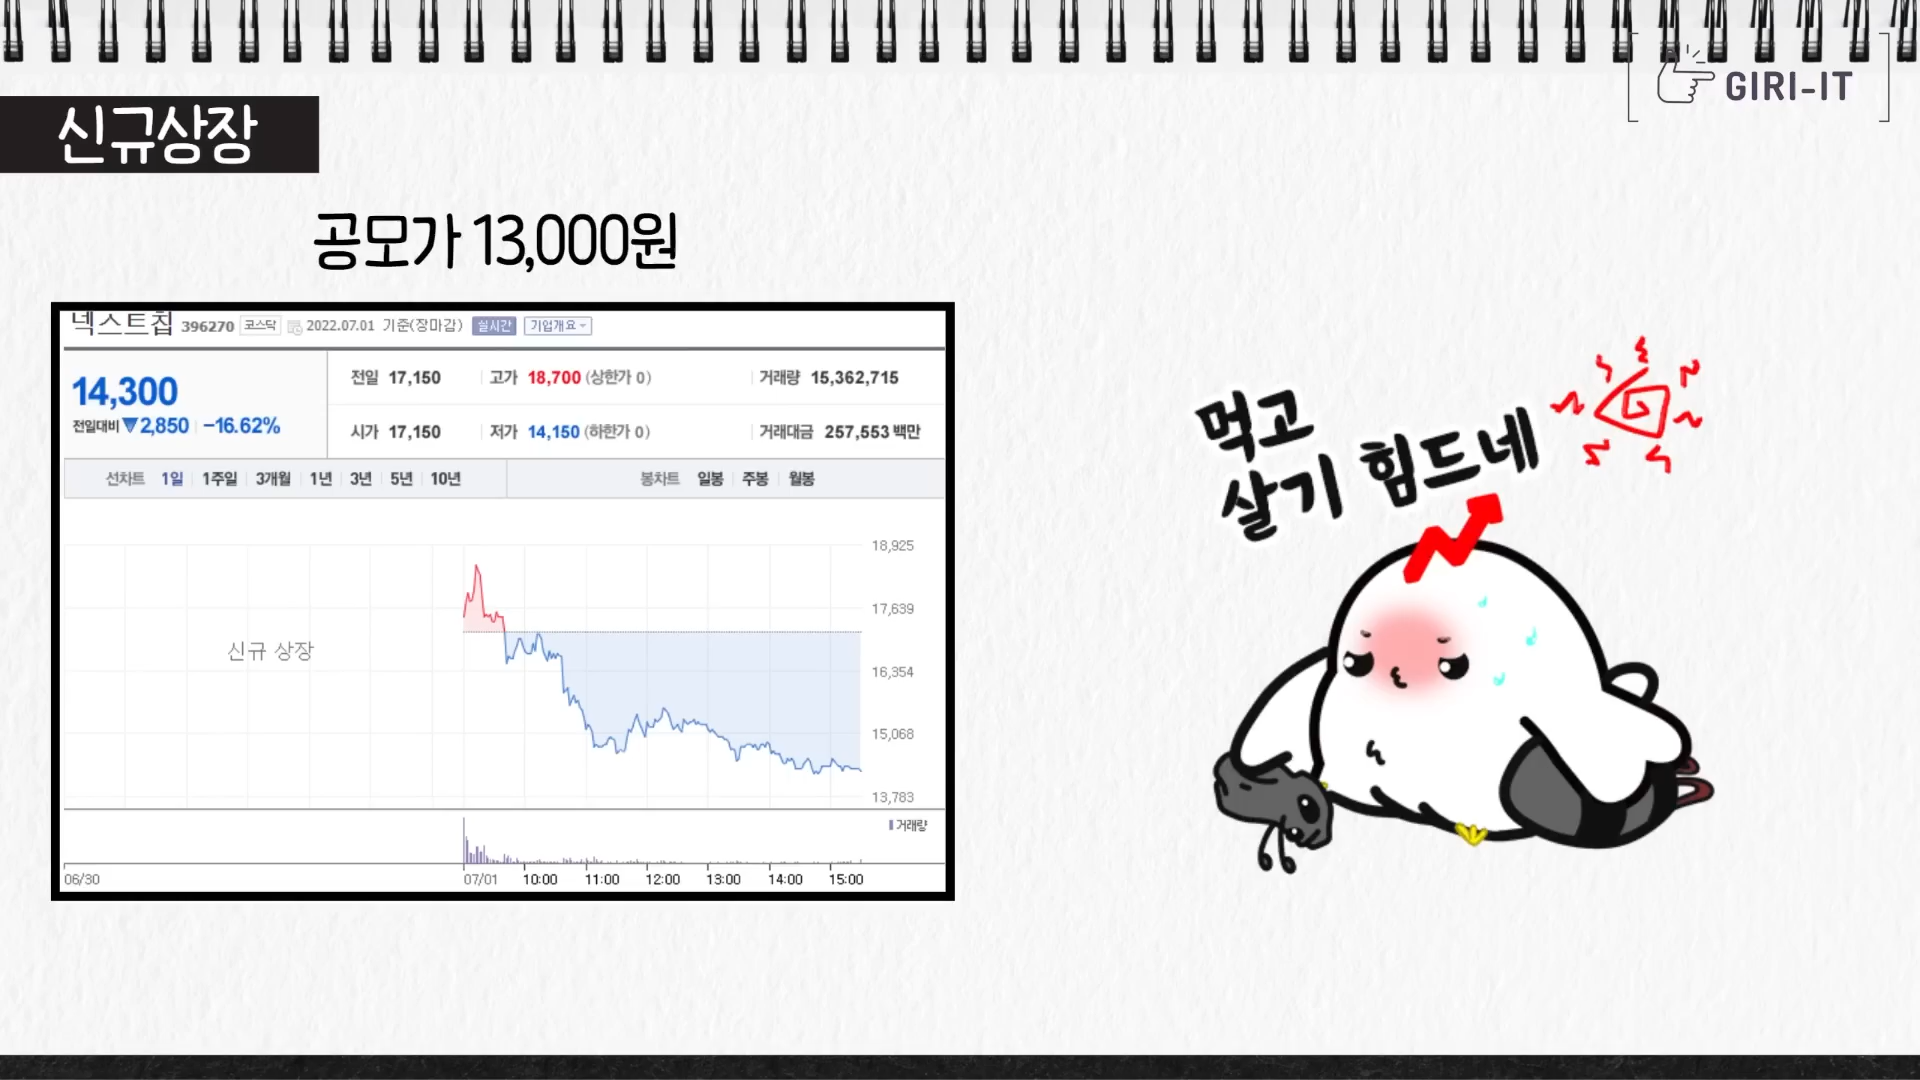 GIRI-IT
신규상장
공모가 13,000원
넥스트칩 396270 코스닥 2022.07.01 기준(장마감) 실시간 기업개요
14,300
전일대비 ▼2,850 -16.62%
전일 17,150 고가 18,700 (상한가 0) 거래량 15,362,715
시가 17,150 저가 14,150 (하한가 0) 거래대금 257,553 백만
선차트 1일 1주일 3개월 1년 3년 5년 10년 봉차트 일봉 주봉 월봉
18,925
17,639
신규 상장
16,354
15,068
13,783
거래량
06/30 07/01 10:00 11:00 12:00 13:00 14:00 15:00
먹고
살기 힘드네